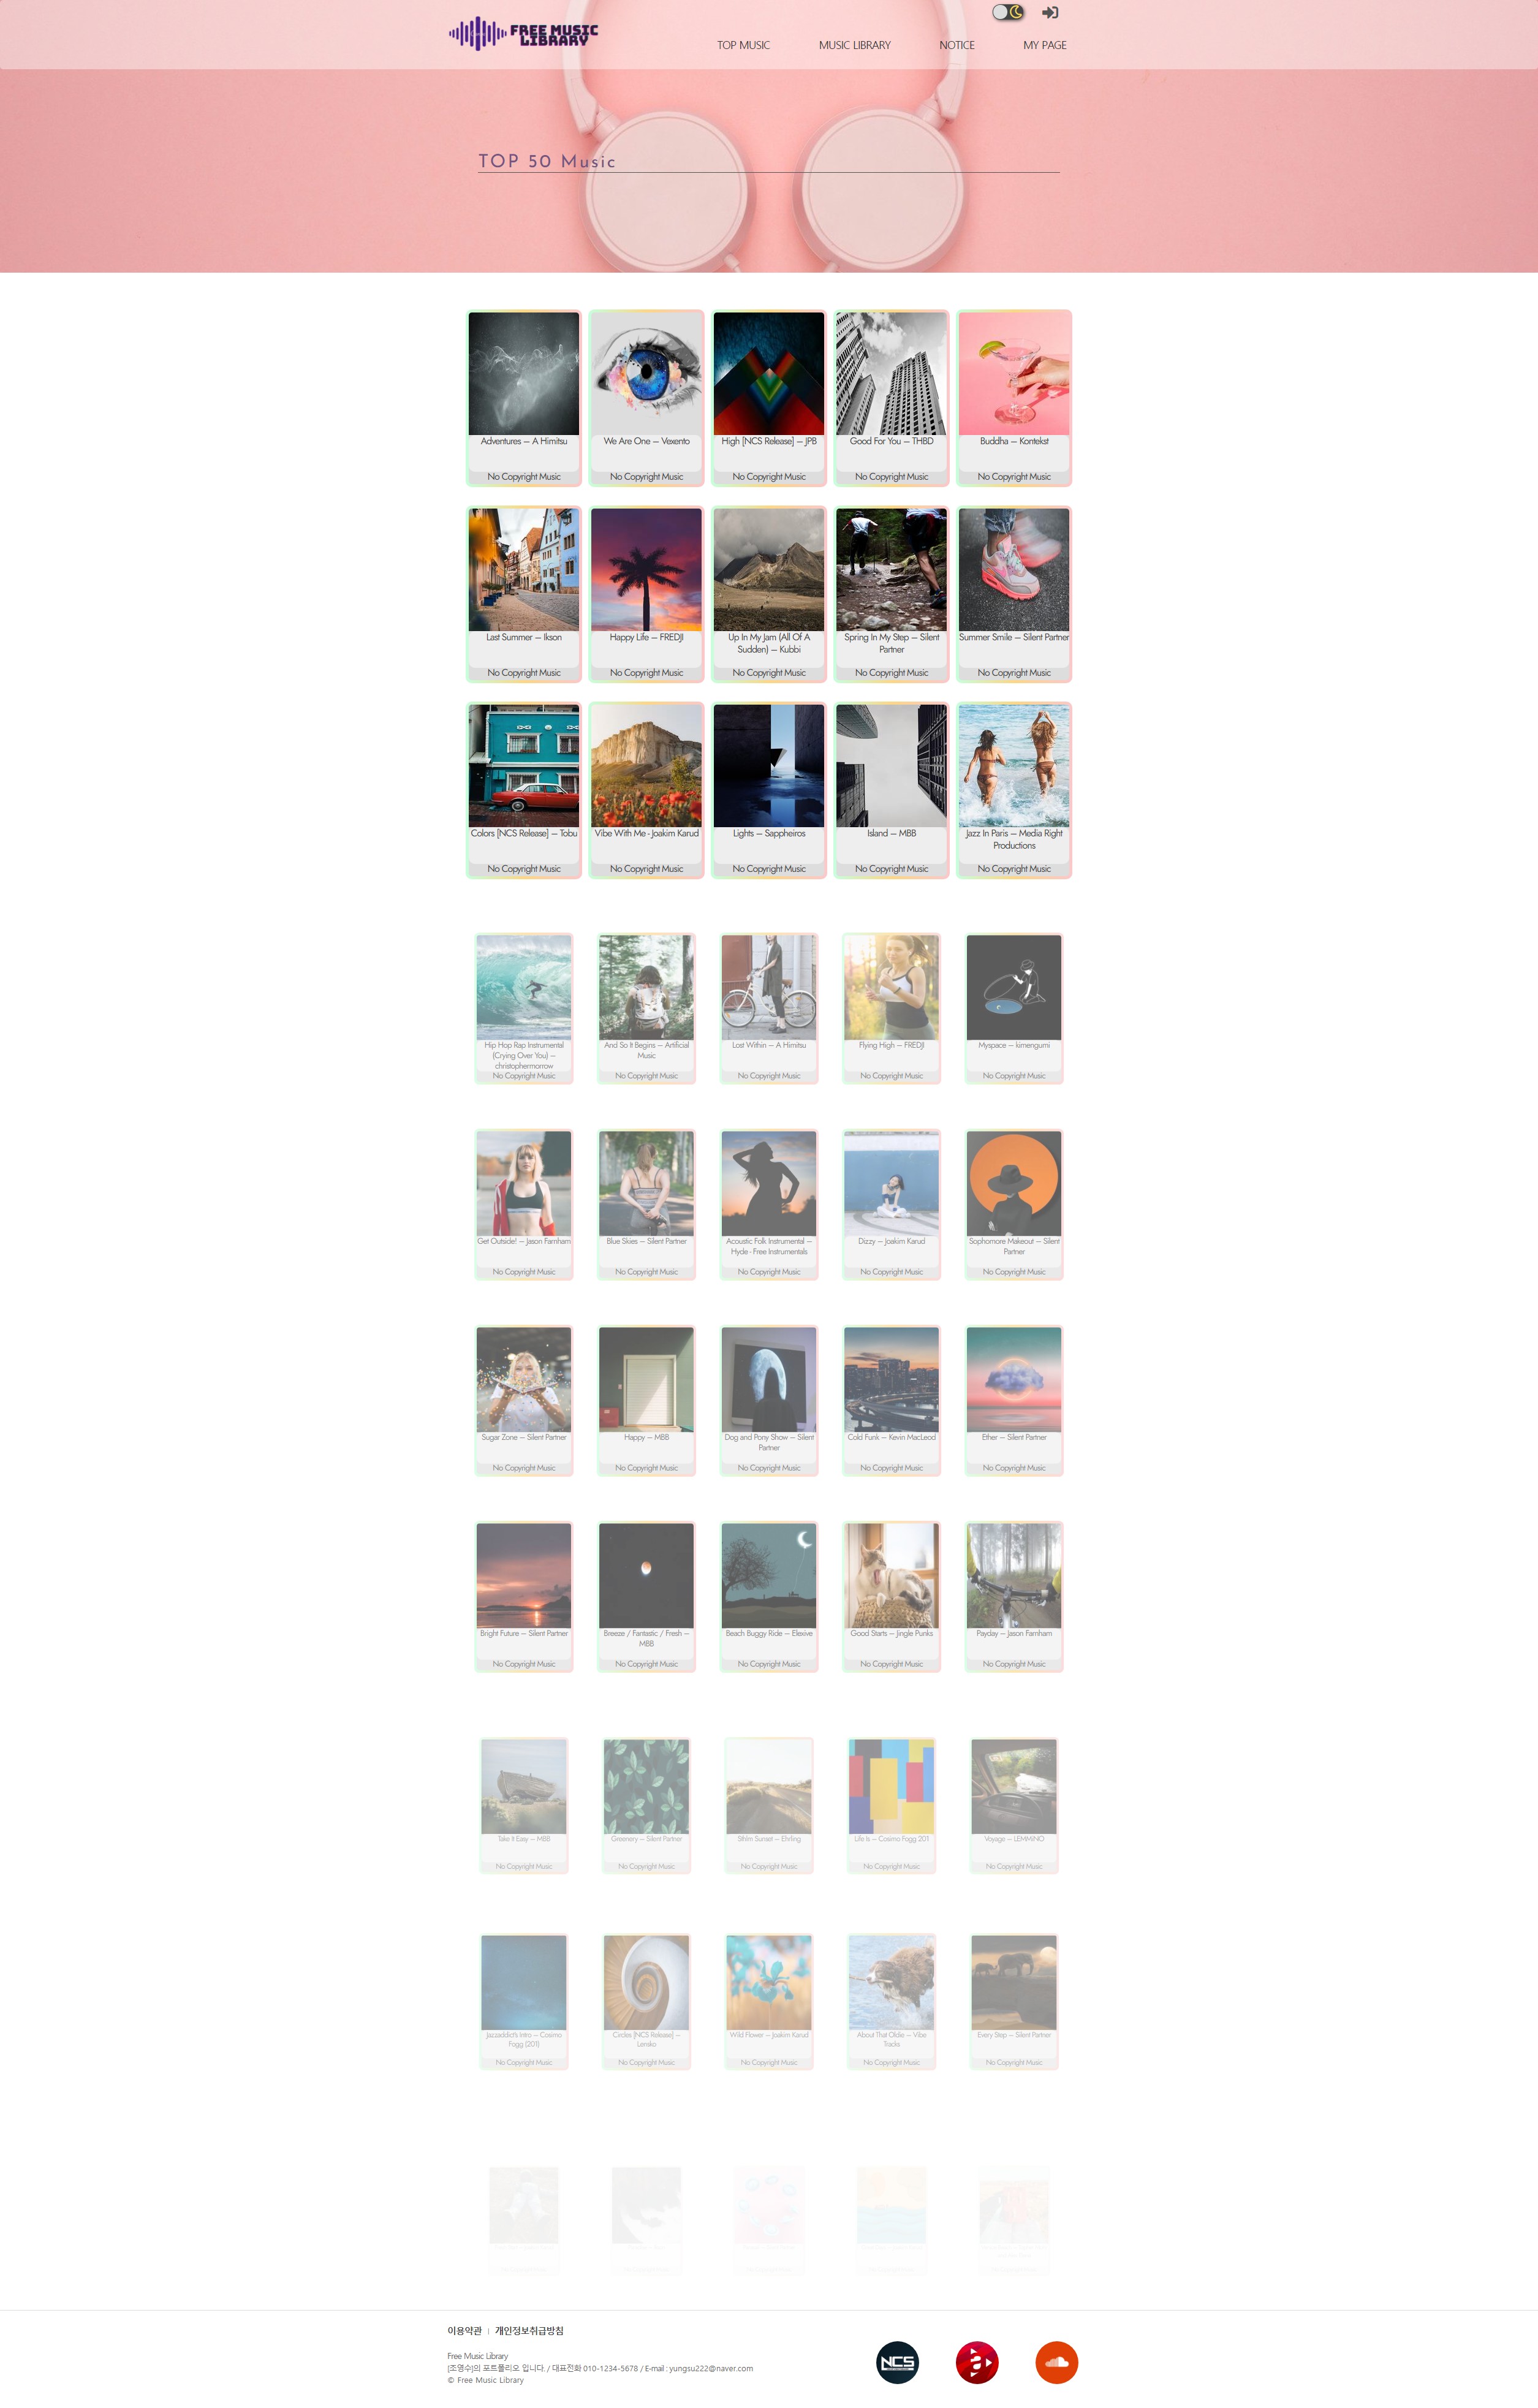 FREE MUSIC
LIBRARY
TOP MUSIC
MUSIC LIBRARY
NOTICE
MY PAGE
TOP 50 Music
Adventures – A Himitsu
No Copyright Music
We Are One – Vexento
No Copyright Music
High [NCS Release] – JPB
No Copyright Music
Good For You – THBD
No Copyright Music
Buddha – Kontekst
No Copyright Music
Last Summer – Ikson
No Copyright Music
Happy Life – FREDJI
No Copyright Music
Up In My Jam (All Of A
Sudden) – Kubbi
No Copyright Music
Spring In My Step – Silent
Partner
No Copyright Music
Summer Smile – Silent Partner
No Copyright Music
Colors [NCS Release] – Tobu
No Copyright Music
Vibe With Me - Joakim Karud
No Copyright Music
Lights – Sappheiros
No Copyright Music
Island – MBB
No Copyright Music
Jazz In Paris – Media Right
Productions
No Copyright Music
Hip Hop Rap Instrumental
(Crying Over You) –
christophermorrow
No Copyright Music
And So It Begins – Artificial
Music
No Copyright Music
Lost Within – A Himitsu
No Copyright Music
Flying High – FREDJI
No Copyright Music
Myspace – kimengumi
No Copyright Music
Get Outside! – Jason Farnham
No Copyright Music
Blue Skies – Silent Partner
No Copyright Music
Acoustic Folk Instrumental –
Hyde - Free Instrumentals
No Copyright Music
Dizzy – Joakim Karud
No Copyright Music
Sophomore Makeout – Silent
Partner
No Copyright Music
Sugar Zone – Silent Partner
No Copyright Music
Happy – MBB
No Copyright Music
Dog and Pony Show – Silent
Partner
No Copyright Music
Cold Funk – Kevin MacLeod
No Copyright Music
Ether – Silent Partner
No Copyright Music
Bright Future – Silent Partner
No Copyright Music
Breeze / Fantastic / Fresh –
MBB
No Copyright Music
Beach Buggy Ride – Elexive
No Copyright Music
Good Starts – Jingle Punks
No Copyright Music
Payday – Jason Farnham
No Copyright Music
Take It Easy – MBB
No Copyright Music
Greenery – Silent Partner
No Copyright Music
Sthlm Sunset – Ehrling
No Copyright Music
Life Is – Cosimo Fogg 201
No Copyright Music
Voyage – LEMMiNO
No Copyright Music
Jazzaddict's Intro – Cosimo
Fogg (201)
No Copyright Music
Circles [NCS Release] –
Lensko
No Copyright Music
Wild Flower – Joakim Karud
No Copyright Music
About That Oldie – Vibe
Tracks
No Copyright Music
Every Step – Silent Partner
No Copyright Music
이용약관 | 개인정보취급방침
Free Music Library
[조영수]의 포트폴리오 입니다. / 대표전화 010-1234-5678 / E-mail : yungsu222@naver.com
© Free Music Library
NCS